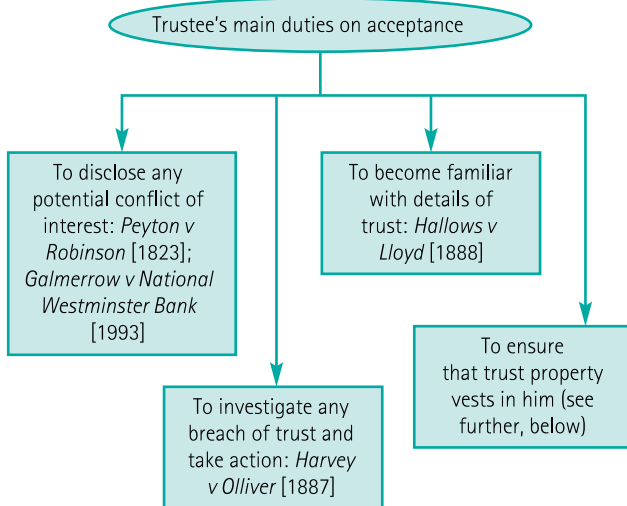 Trustee's main duties on acceptance
To disclose any
potential conflict of
interest: Peyton v
Robinson [1823];
Galmerrow v National
Westminster Bank
[1993]
To investigate any
breach of trust and
take action: Harvey
v Olliver [1887]
To become familiar
with details of
trust: Hallows v
Lloyd [1888]
To ensure
that trust property
vests in him (see
further, below)